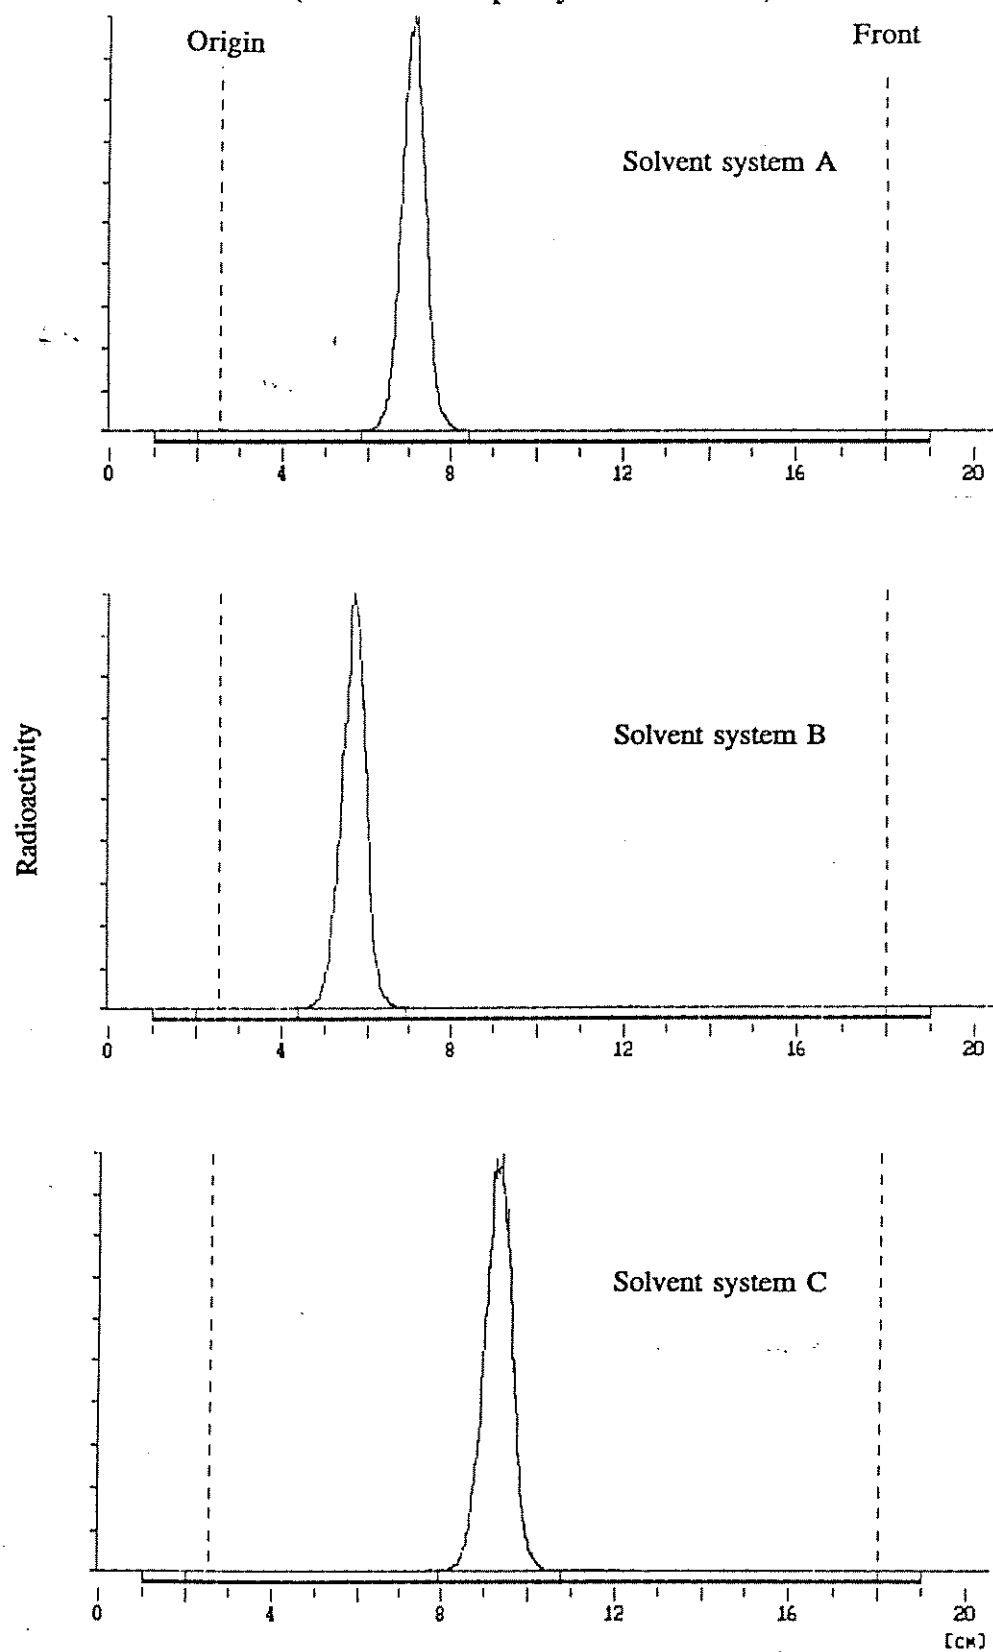 Origin
Front
Solvent system A
0 4 8 12 16 20
Radioactivity
Solvent system B
0 4 8 12 16 20
Solvent system C
0 4 8 12 16 20
[CM]